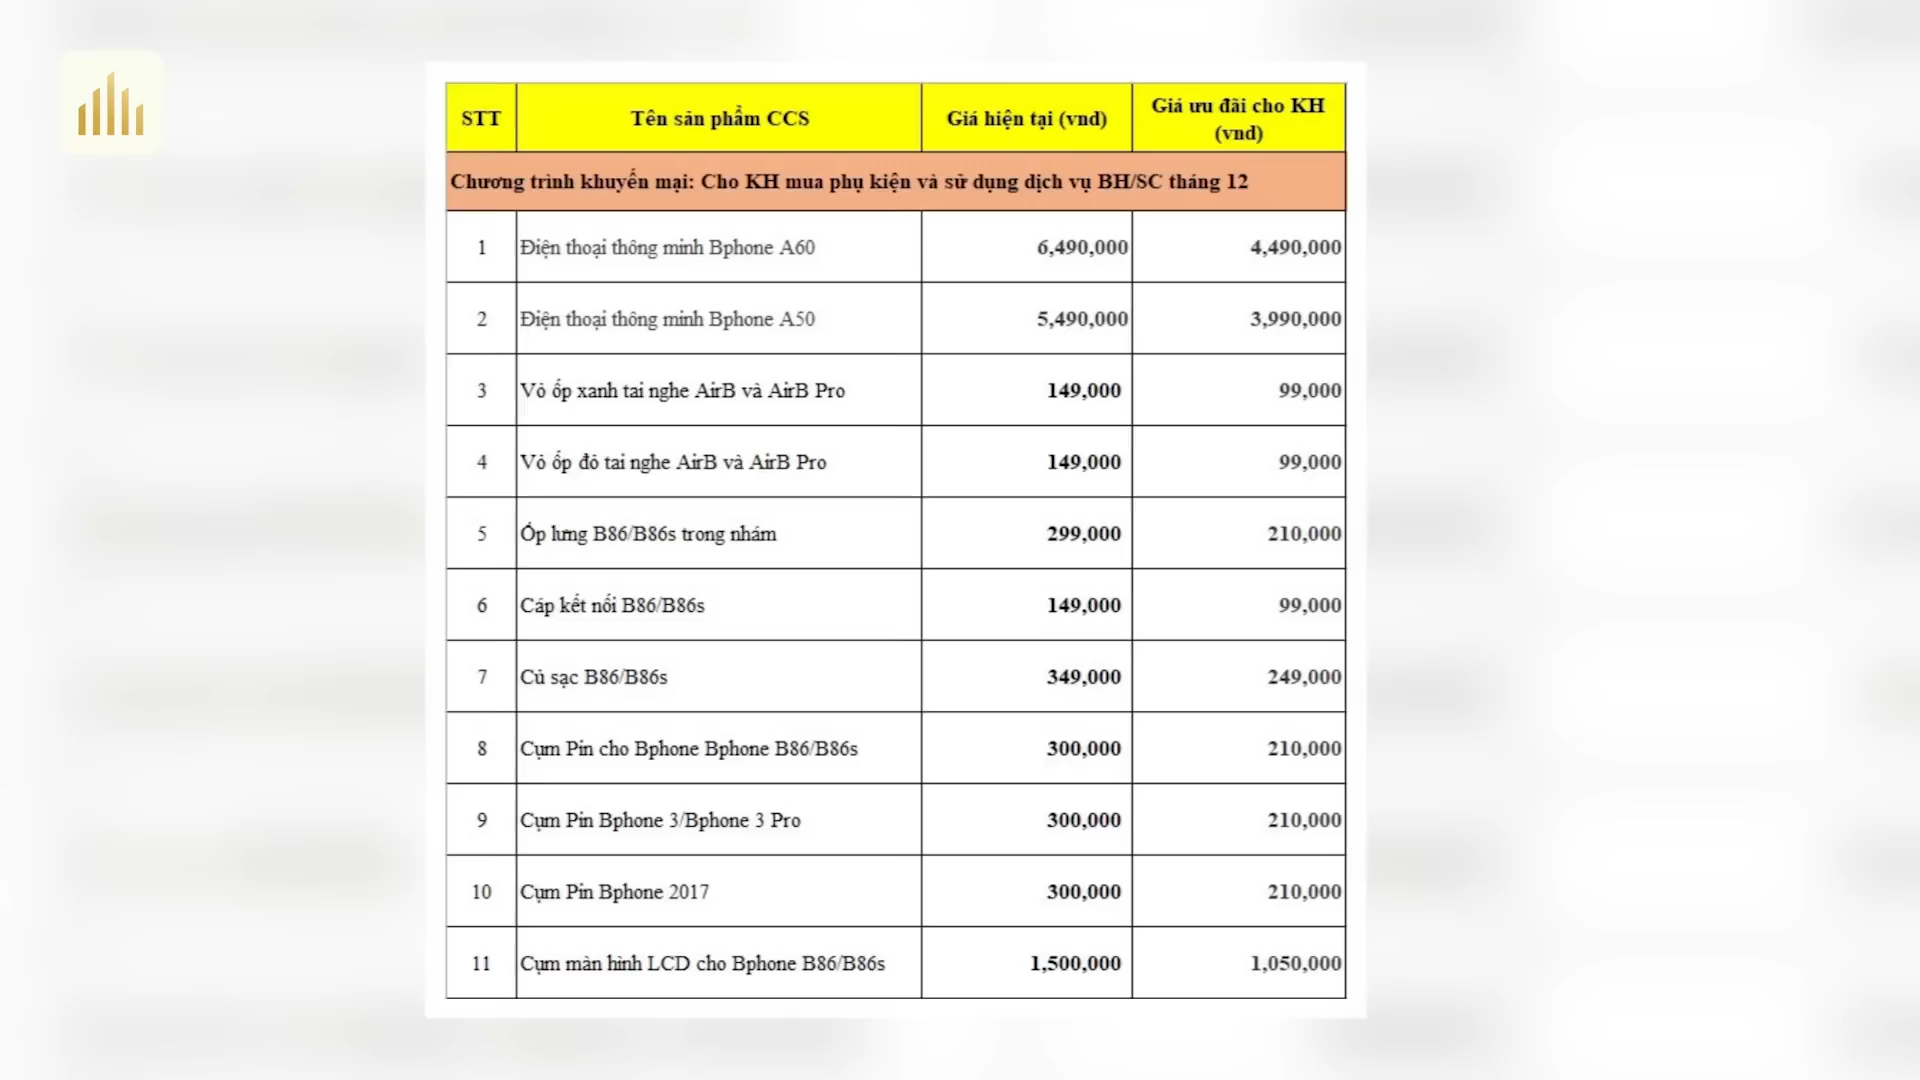 STT Tên sản phẩm CCS Giá hiện tại (vnd) Giá ưu đãi cho KH (vnd)
Chương trình khuyến mại: Cho KH mua phụ kiện và sử dụng dịch vụ BH/SC tháng 12
1 Điện thoại thông minh Bphone A60 6,490,000 4,490,000
2 Điện thoại thông minh Bphone A50 5,490,000 3,990,000
3 Vỏ ốp xanh tai nghe AirB và AirB Pro 149,000 99,000
4 Vỏ ốp đỏ tai nghe AirB và AirB Pro 149,000 99,000
5 Ốp lưng B86/B86s trong nhám 299,000 210,000
6 Cáp kết nối B86/B86s 149,000 99,000
7 Củ sạc B86/B86s 349,000 249,000
8 Cụm Pin cho Bphone Bphone B86/B86s 300,000 210,000
9 Cụm Pin Bphone 3/Bphone 3 Pro 300,000 210,000
10 Cụm Pin Bphone 2017 300,000 210,000
11 Cụm màn hình LCD cho Bphone B86/B86s 1,500,000 1,050,000